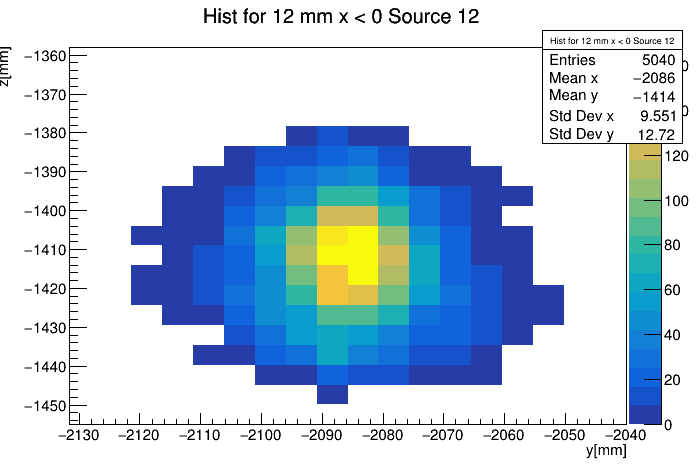 Hist for 12 mm x < 0 Source 12
Hist for 12 mm x < 0 Source 12
Entries 5040
Mean x −2086
Mean y −1414
Std Dev x 9.551
Std Dev y 12.72
z[mm]
−1360
−1370
−1380
−1390
−1400
−1410
−1420
−1430
−1440
−1450
−2130 −2120 −2110 −2100 −2090 −2080 −2070 −2060 −2050 −2040
y[mm]
120
100
80
60
40
20
0